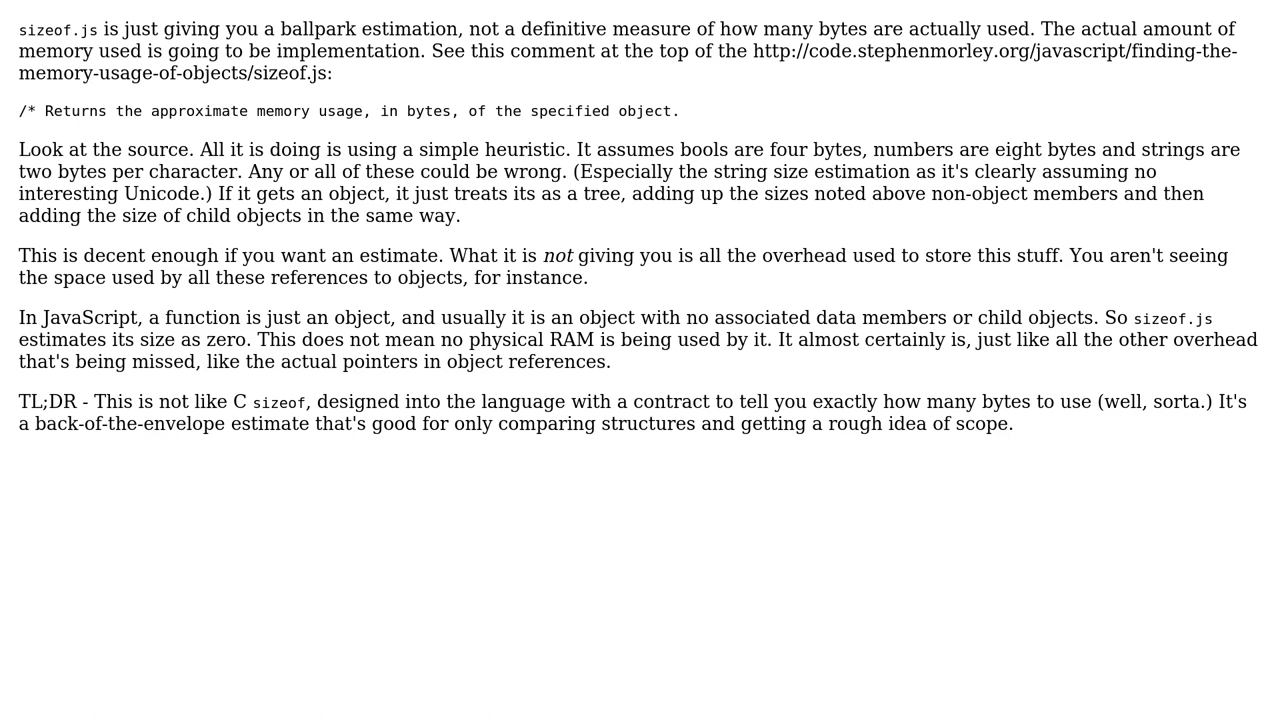 sizeof.js is just giving you a ballpark estimation, not a definitive measure of how many bytes are actually used. The actual amount of
memory used is going to be implementation. See this comment at the top of the http://code.stephenmorley.org/javascript/finding-the-
memory-usage-of-objects/sizeof.js:
/* Returns the approximate memory usage, in bytes, of the specified object.
Look at the source. All it is doing is using a simple heuristic. It assumes bools are four bytes, numbers are eight bytes and strings are
two bytes per character. Any or all of these could be wrong. (Especially the string size estimation as it's clearly assuming no
interesting Unicode.) If it gets an object, it just treats its as a tree, adding up the sizes noted above non-object members and then
adding the size of child objects in the same way.
This is decent enough if you want an estimate. What it is not giving you is all the overhead used to store this stuff. You aren't seeing
the space used by all these references to objects, for instance.
In JavaScript, a function is just an object, and usually it is an object with no associated data members or child objects. So sizeof.js
estimates its size as zero. This does not mean no physical RAM is being used by it. It almost certainly is, just like all the other overhead
that's being missed, like the actual pointers in object references.
TL;DR - This is not like C sizeof, designed into the language with a contract to tell you exactly how many bytes to use (well, sorta.) It's
a back-of-the-envelope estimate that's good for only comparing structures and getting a rough idea of scope.